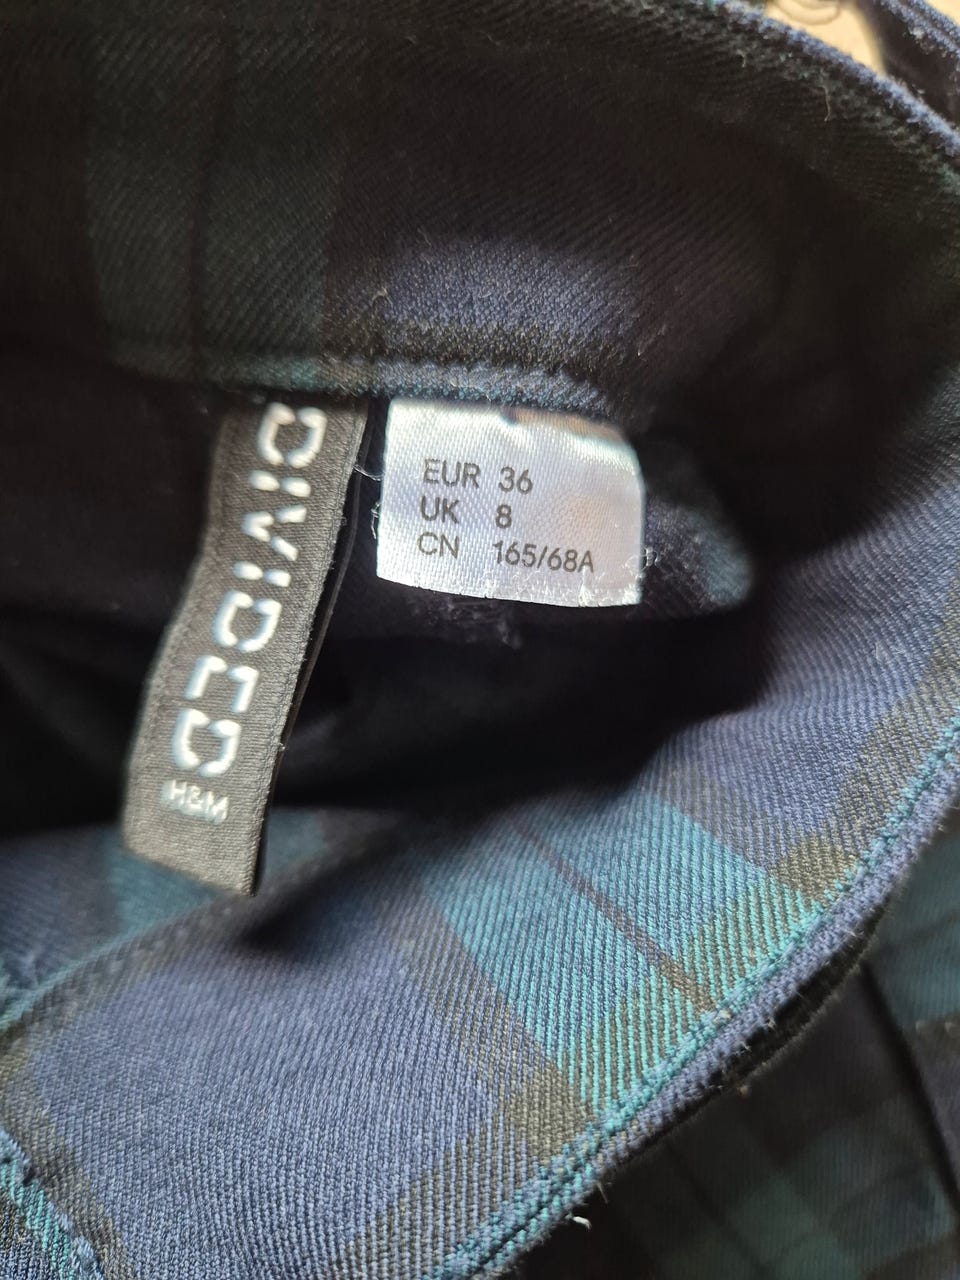 DIVIDED
H&M
EUR 36
UK 8
CN 165/68A